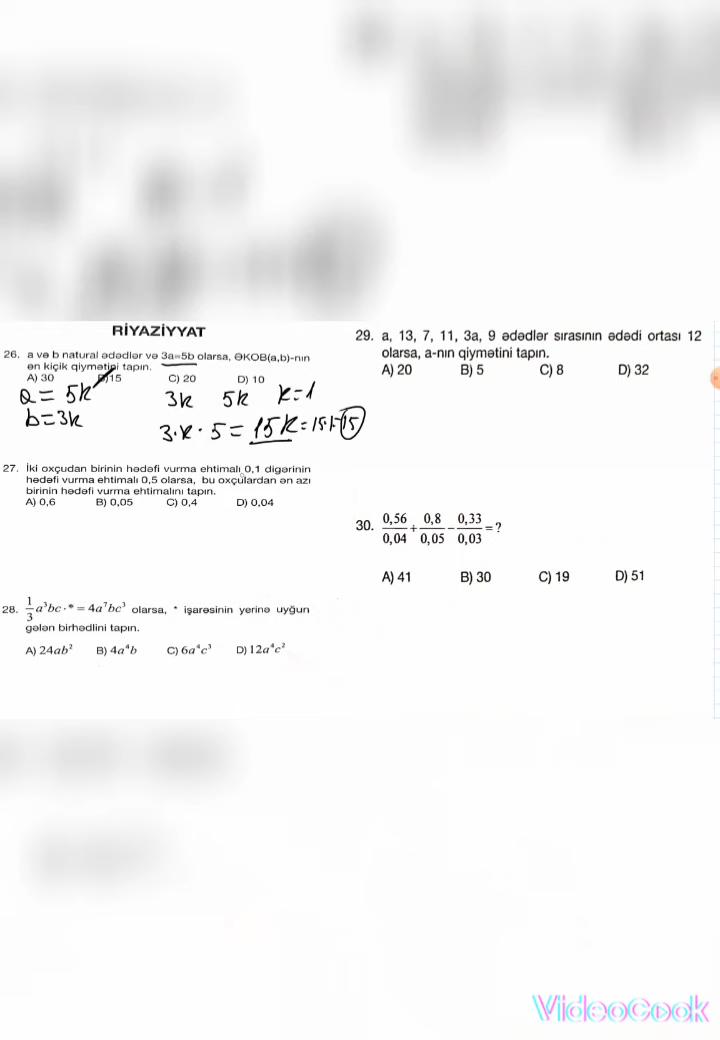 RİYAZİYYAT
26. a və b natural ədədlər və 3a=5b olarsa, ƏKOB(a,b)-nın
ən kiçik qiymətini tapın.
A) 30 B) 15 C) 20 D) 10
a = 5k 3k 5k k=1
b=3k
3·k·5 = 15k = 15·1=15
27. İki oxçudan birinin hədəfi vurma ehtimalı 0,1 digərinin
hədəfi vurma ehtimalı 0,5 olarsa, bu oxçulardan ən azı
birinin hədəfi vurma ehtimalını tapın.
A) 0,6 B) 0,05 C) 0,4 D) 0,04
28. 1/3 a³bc · * = 4a⁷bc³ olarsa, * işarəsinin yerinə uyğun
gələn birhədlini tapın.
A) 24ab² B) 4a⁴b C) 6a⁴c³ D) 12a⁴c²
29. a, 13, 7, 11, 3a, 9 ədədlər sırasının ədədi ortası 12
olarsa, a-nın qiymətini tapın.
A) 20 B) 5 C) 8 D) 32
30. 0,56/0,04 + 0,8/0,05 − 0,33/0,03 = ?
A) 41 B) 30 C) 19 D) 51
VideoCook